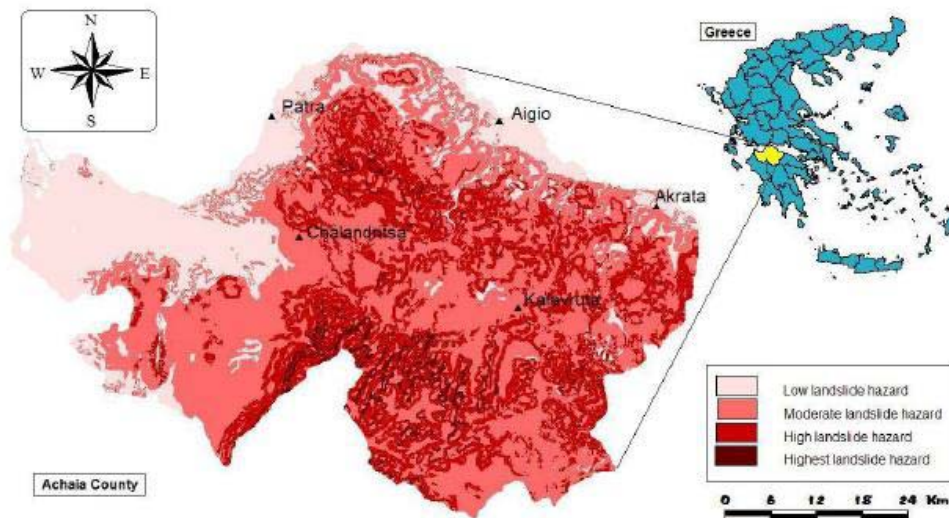 N
W E
S
Greece
Patra
Aigio
Akrata
Chalandritsa
Kalavruta
Low landslide hazard
Moderate landslide hazard
High landslide hazard
Highest landslide hazard
Achaia County
0 6 12 18 24 Km